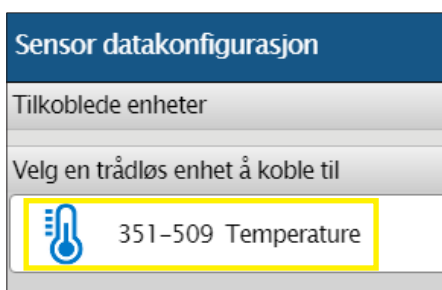 Sensor datakonfigurasjon
Tilkoblede enheter
Velg en trådløs enhet å koble til
351-509 Temperature